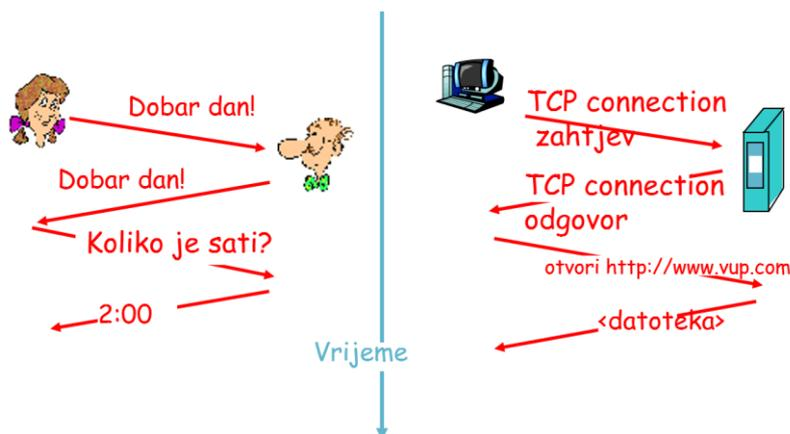 Dobar dan!
Dobar dan!
Koliko je sati?
2:00
Vrijeme
TCP connection
zahtjev
TCP connection
odgovor
otvori http://www.vup.com
<datoteka>